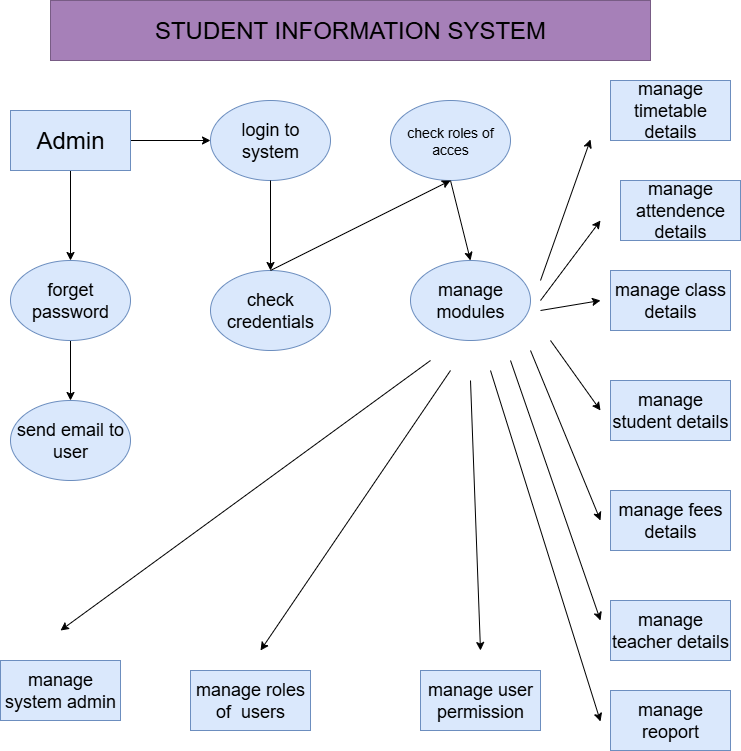 STUDENT INFORMATION SYSTEM
Admin
login to
system
check roles of
acces
manage
timetable
details
manage
attendence
details
forget
password
check
credentials
manage
modules
manage class
details
send email to
user
manage
student details
manage fees
details
manage
teacher details
manage
system admin
manage roles
of users
manage user
permission
manage
reoport